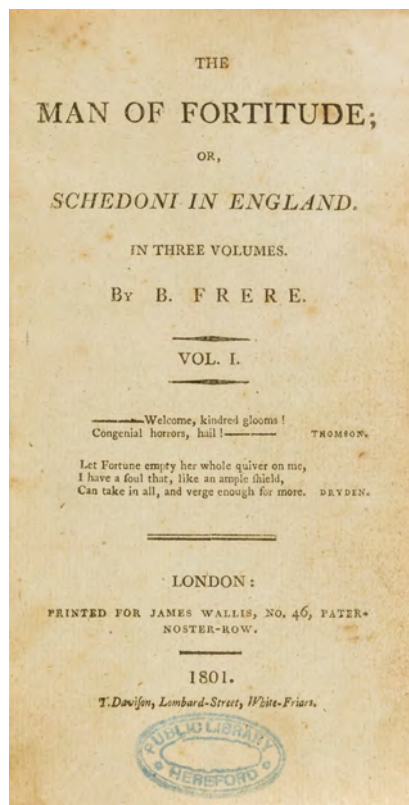 THE
MAN OF FORTITUDE;
OR,
SCHEDONI IN ENGLAND.
IN THREE VOLUMES.
By B. FRERE.
VOL. I.
———Welcome, kindred glooms!
Congenial horrors, hail!——— THOMSON.
Let Fortune empty her whole quiver on me,
I have a ſoul that, like an ample ſhield,
Can take in all, and verge enough for more. DRYDEN.
LONDON:
PRINTED FOR JAMES WALLIS, NO. 46, PATER-
NOSTER-ROW.
1801.
T. Daviſon, Lombard-Street, White-Friars.
PUBLIC LIBRARY
HEREFORD